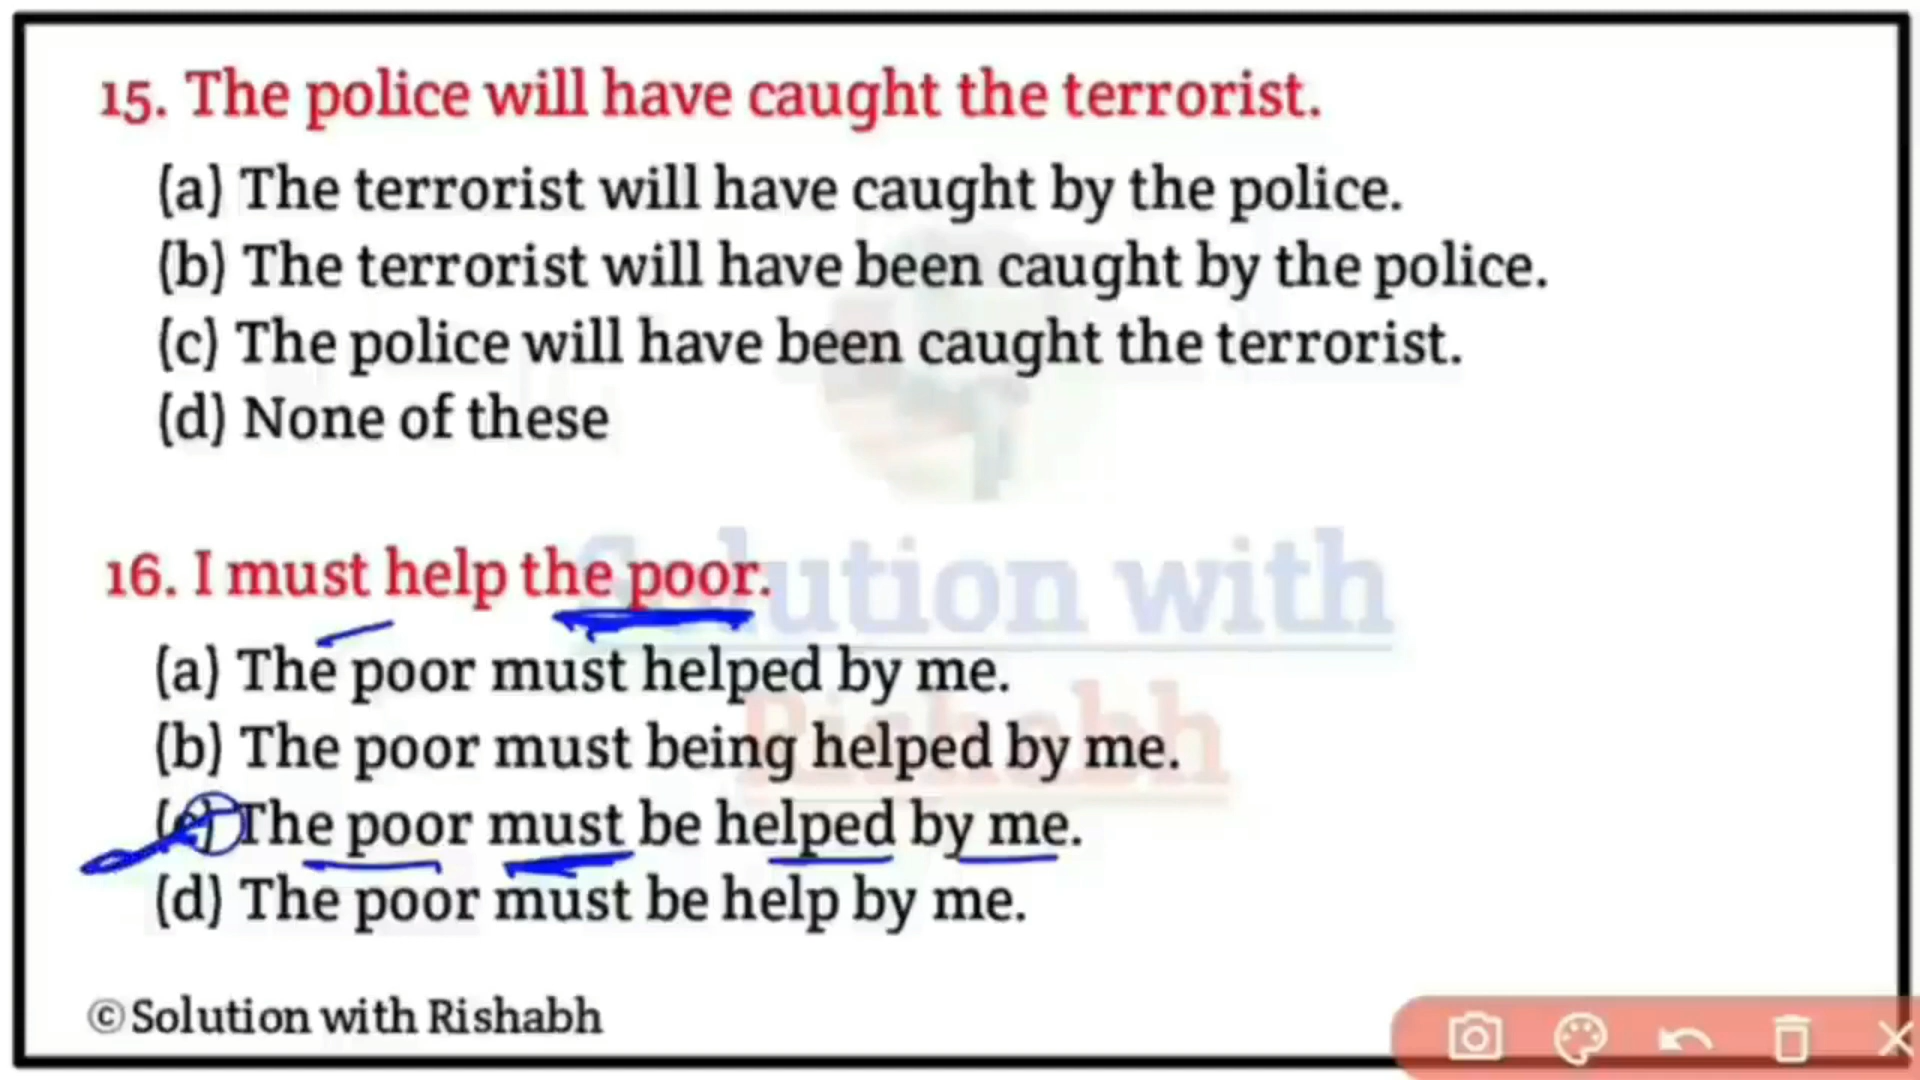 15. The police will have caught the terrorist.
(a) The terrorist will have caught by the police.
(b) The terrorist will have been caught by the police.
(c) The police will have been caught the terrorist.
(d) None of these
16. I must help the poor.
Solution with
Rishabh
(a) The poor must helped by me.
(b) The poor must being helped by me.
(c) The poor must be helped by me.
(d) The poor must be help by me.
©Solution with Rishabh